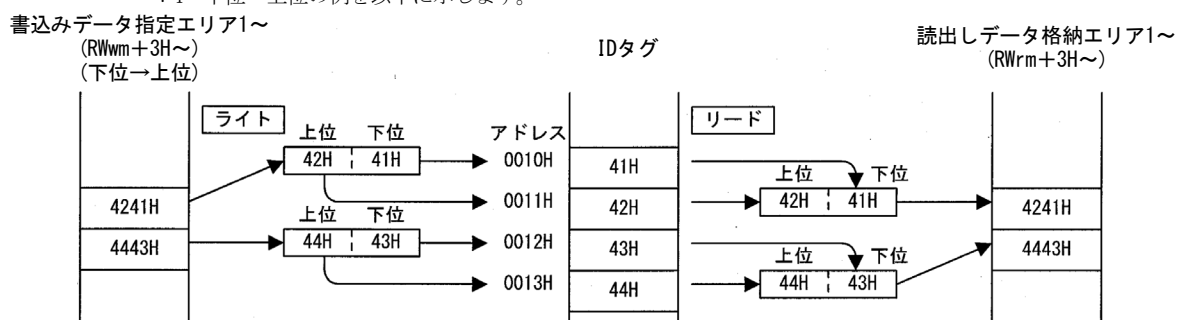 書込みデータ指定エリア1～
(RWwm＋3H～)
(下位→上位)
IDタグ
読出しデータ格納エリア1～
(RWrm＋3H～)
ライト
リード
上位 下位
アドレス
42H 41H
0010H
41H
上位 下位
4241H
0011H
42H
42H 41H
4241H
上位 下位
4443H
44H 43H
0012H
43H
4443H
上位 下位
0013H
44H
44H 43H